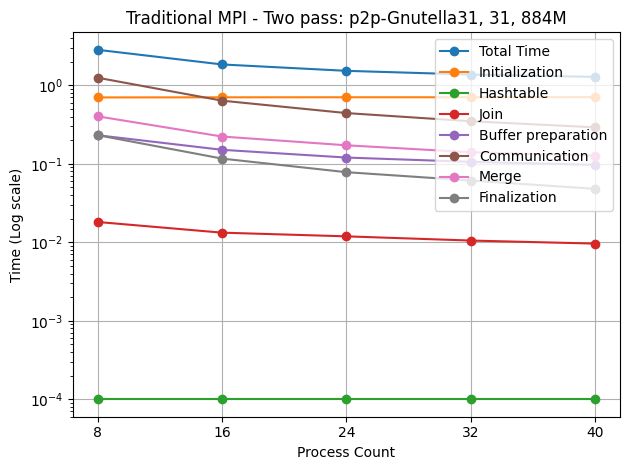 Traditional MPI - Two pass: p2p-Gnutella31, 31, 884M
Total Time
Initialization
Hashtable
Join
Buffer preparation
Communication
Merge
Finalization
Time (Log scale)
10⁰
10⁻¹
10⁻²
10⁻³
10⁻⁴
8 16 24 32 40
Process Count